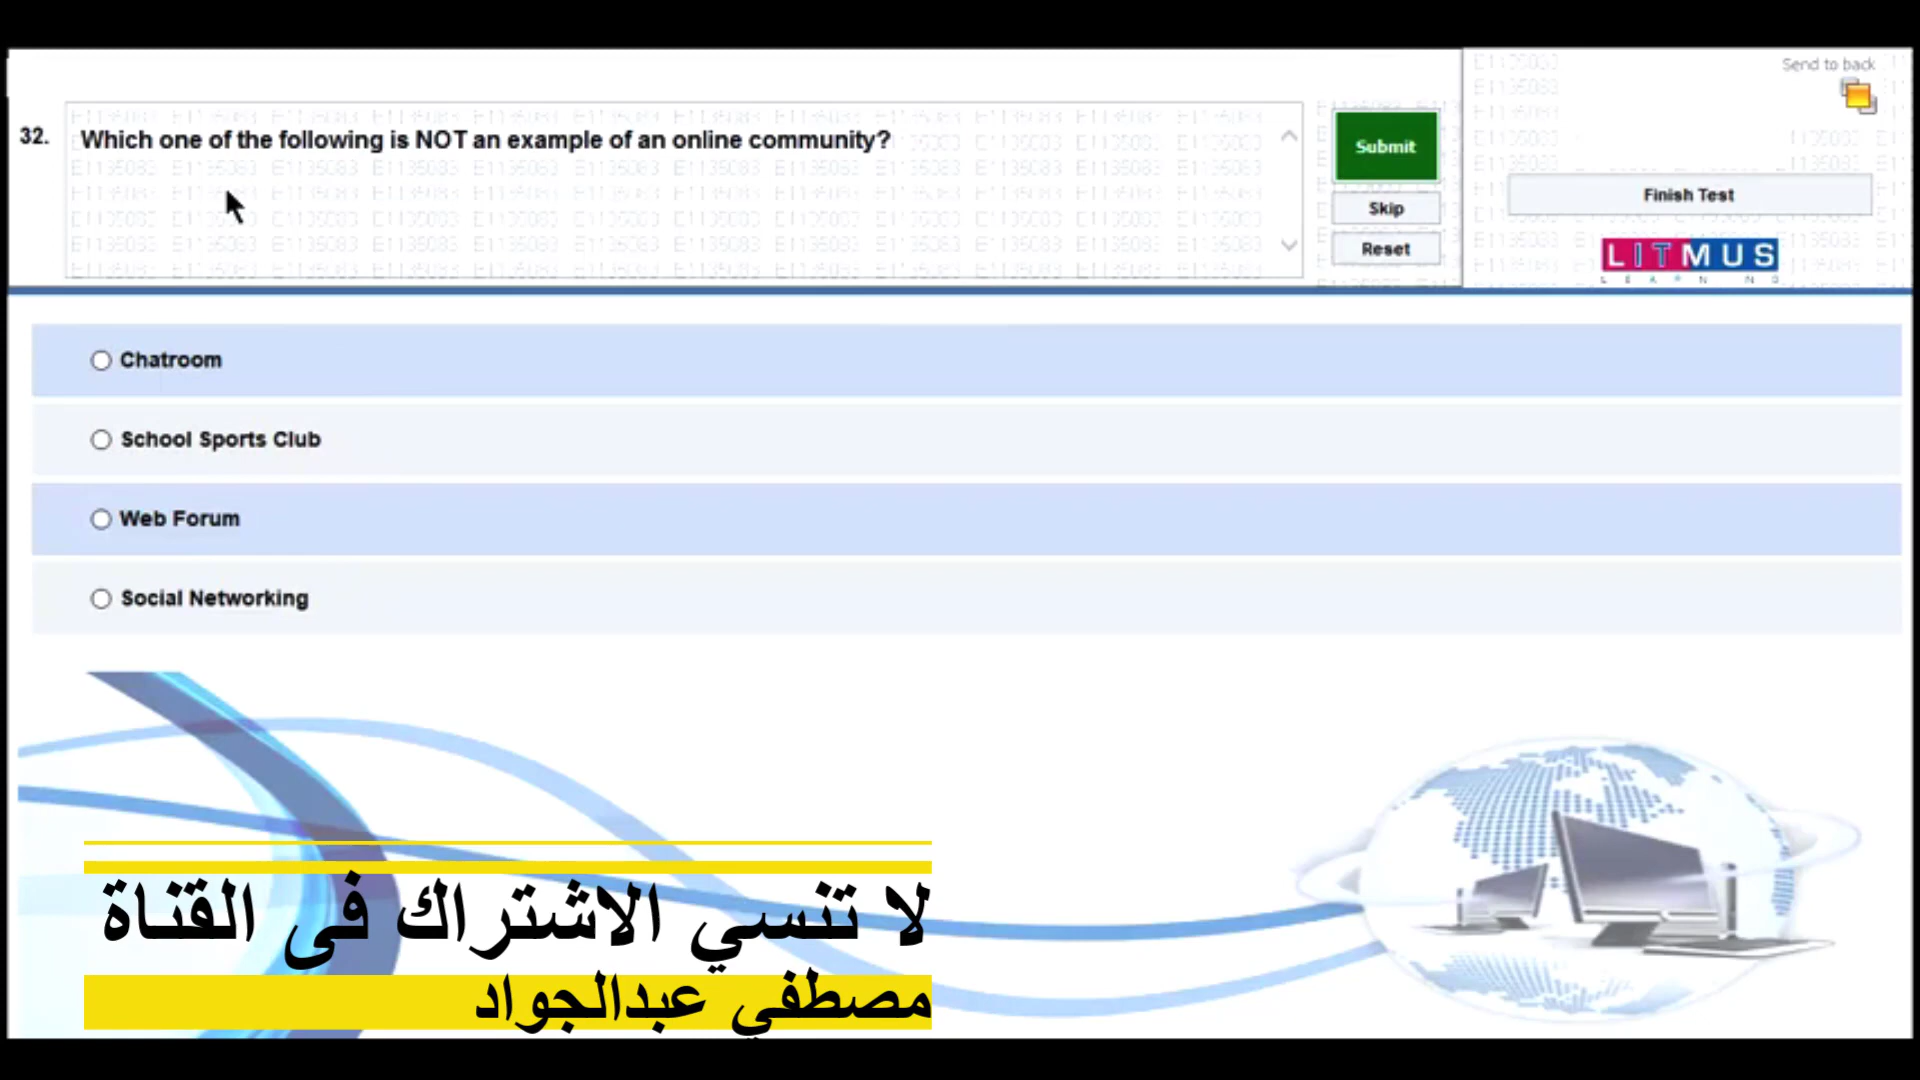 Send to back
32. Which one of the following is NOT an example of an online community?
Submit
Skip
Reset
Finish Test
LITMUS
Chatroom
School Sports Club
Web Forum
Social Networking
لا تنسي الاشتراك فى القناة
مصطفي عبدالجواد